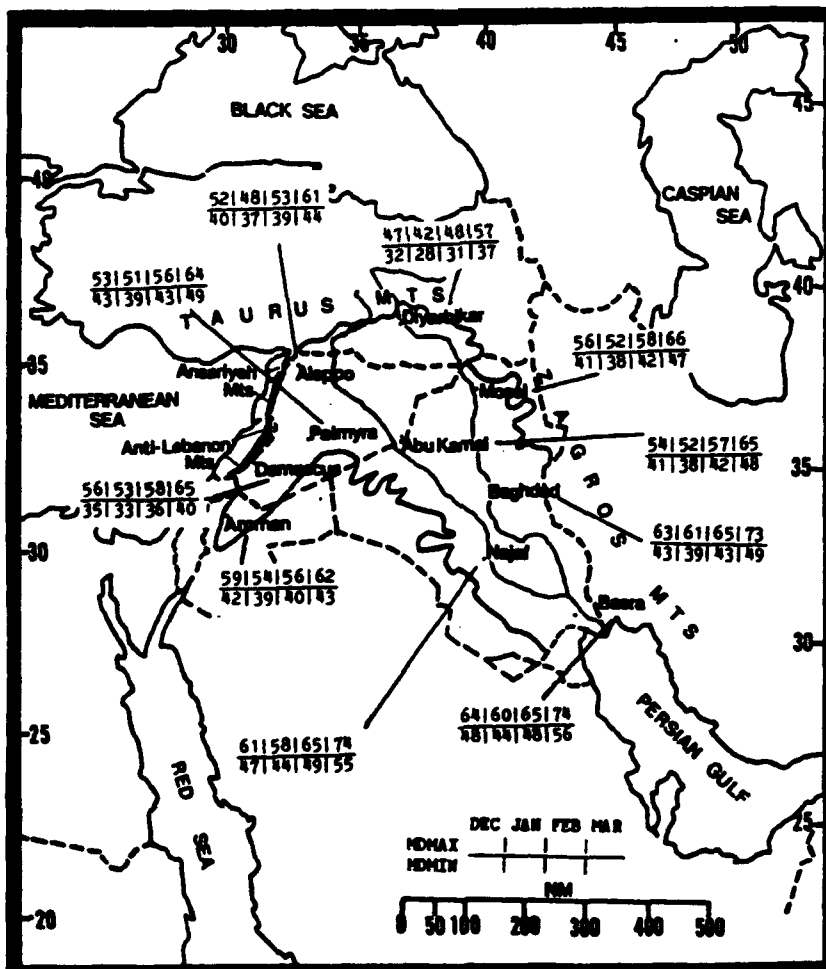 30 35 40 45 50
45
BLACK SEA
40
CASPIAN
SEA
52|48|53|61
40|37|39|44
47|42|48|57
32|28|31|37
53|51|56|64
43|39|43|49
40
TAURUS MTS
Diyarbikar
56|52|58|66
41|38|42|47
35
Ansariyah
Mts.
Aleppo
Mosul
MEDITERRANEAN
SEA
ZAGROS MTS
Palmyra
Abu Kamal
54|52|57|65
41|38|42|48
35
Anti-Lebanon
Mts.
Damascus
Baghdad
56|53|58|65
35|33|36|40
63|61|65|73
43|39|43|49
30
Amman
Najaf
59|54|56|62
42|39|40|43
Basra
30
64|60|65|74
48|44|48|56
25
61|58|65|74
47|44|49|55
PERSIAN GULF
RED SEA
DEC JAN FEB MAR
MDMAX
MDMIN
25
NM
0 50 100 200 300 400 500
20